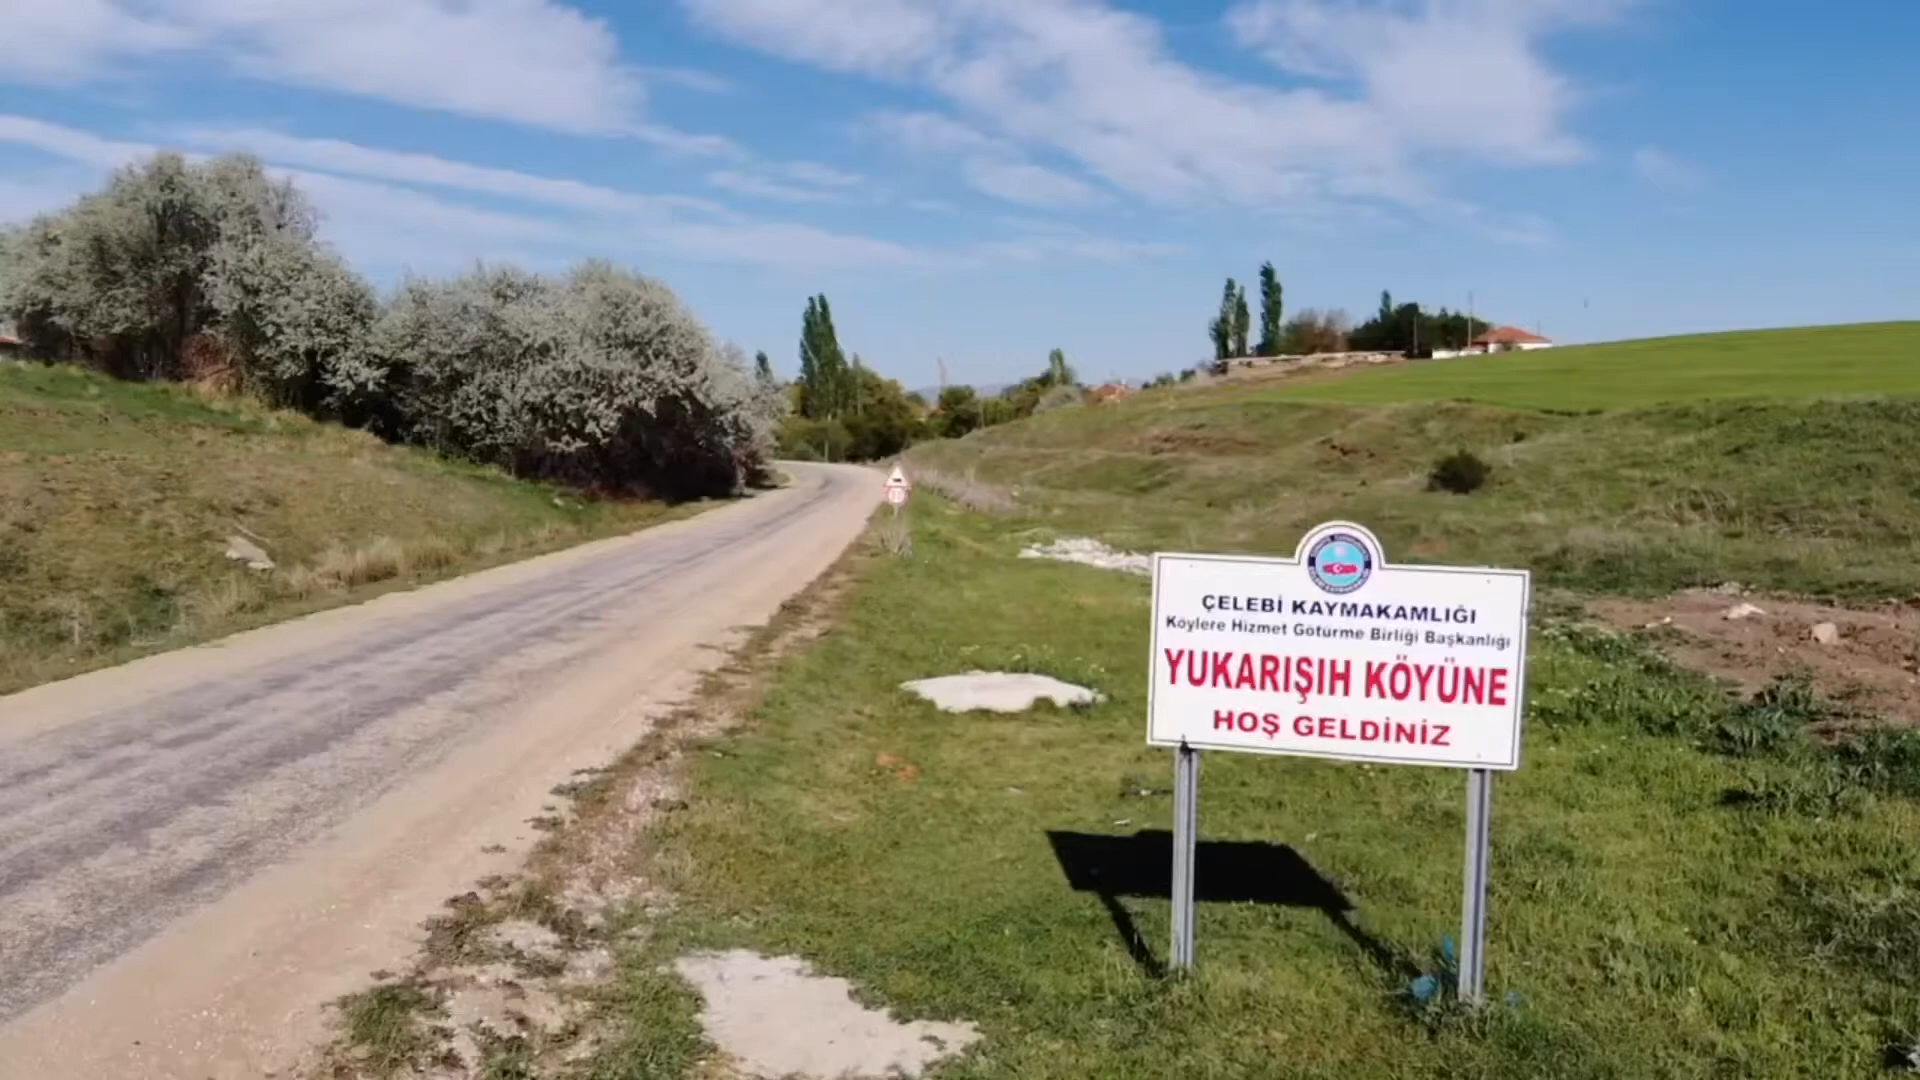 ÇELEBİ KAYMAKAMLIĞI
Köylere Hizmet Götürme Birliği Başkanlığı
YUKARIŞIH KÖYÜNE
HOŞ GELDİNİZ